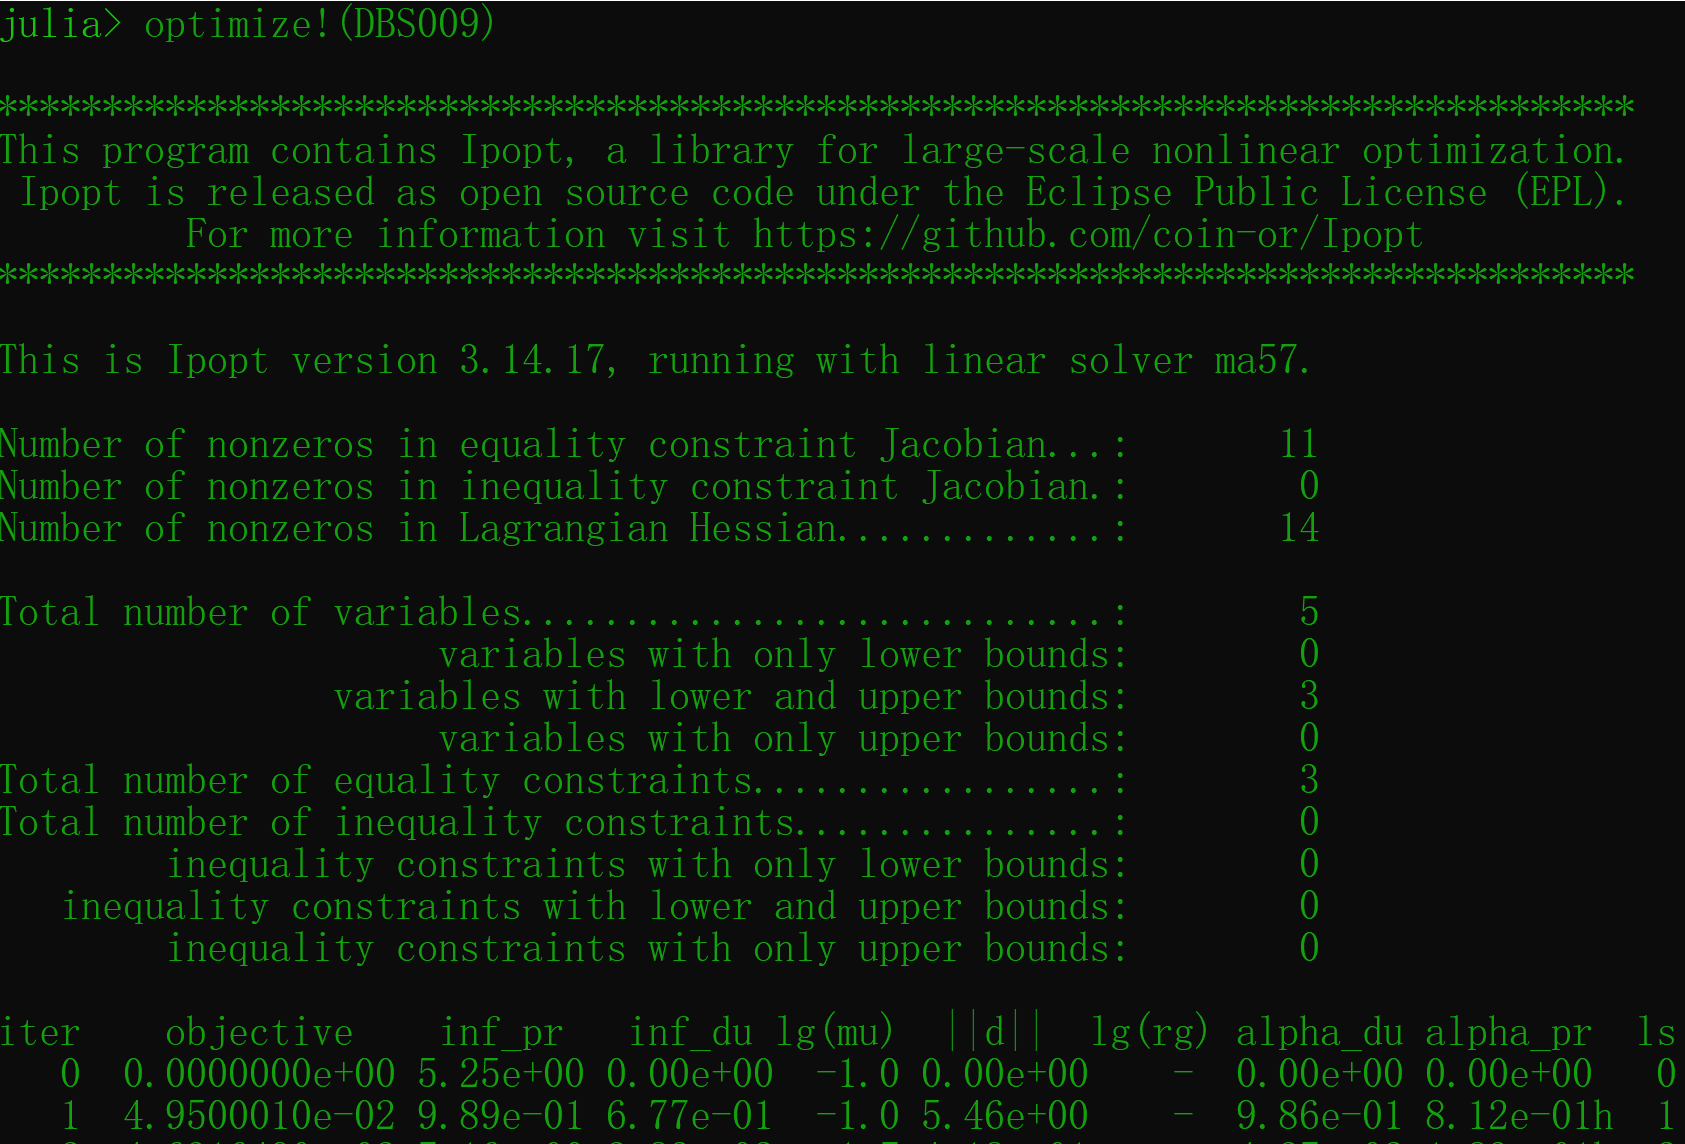 julia> optimize!(DBS009)
******************************************************************************
This program contains Ipopt, a library for large-scale nonlinear optimization.
Ipopt is released as open source code under the Eclipse Public License (EPL).
For more information visit https://github.com/coin-or/Ipopt
******************************************************************************
This is Ipopt version 3.14.17, running with linear solver ma57.
Number of nonzeros in equality constraint Jacobian...: 11
Number of nonzeros in inequality constraint Jacobian.: 0
Number of nonzeros in Lagrangian Hessian.............: 14
Total number of variables............................: 5
variables with only lower bounds: 0
variables with lower and upper bounds: 3
variables with only upper bounds: 0
Total number of equality constraints.................: 3
Total number of inequality constraints...............: 0
inequality constraints with only lower bounds: 0
inequality constraints with lower and upper bounds: 0
inequality constraints with only upper bounds: 0
iter objective inf_pr inf_du lg(mu) ||d|| lg(rg) alpha_du alpha_pr ls
0 0.0000000e+00 5.25e+00 0.00e+00 -1.0 0.00e+00 - 0.00e+00 0.00e+00 0
1 4.9500010e-02 9.89e-01 6.77e-01 -1.0 5.46e+00 - 9.86e-01 8.12e-01h 1